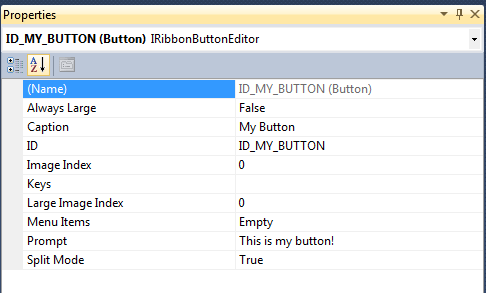 Properties
ID_MY_BUTTON (Button) IRibbonButtonEditor
(Name) ID_MY_BUTTON (Button)
Always Large False
Caption My Button
ID ID_MY_BUTTON
Image Index 0
Keys
Large Image Index 0
Menu Items Empty
Prompt This is my button!
Split Mode True